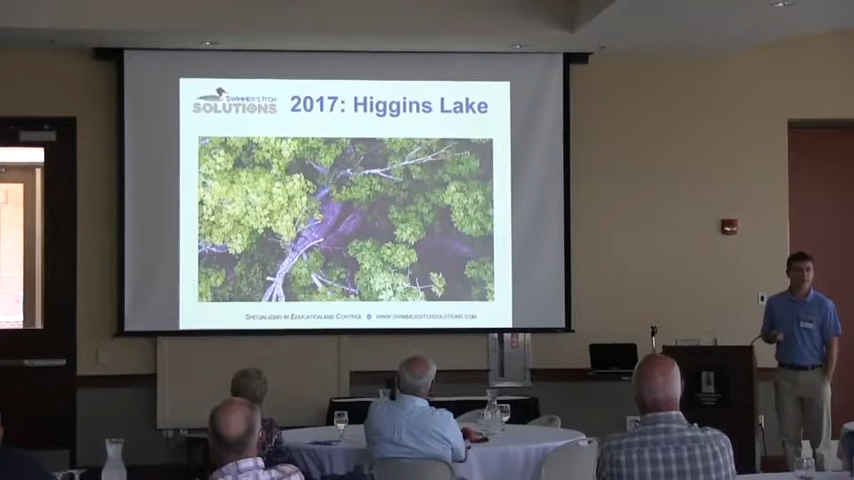 SWIMMER'S ITCH
SOLUTIONS
2017: Higgins Lake
SPECIALIZING IN EDUCATION AND CONTROL WWW.SWIMMERSITCHSOLUTIONS.COM